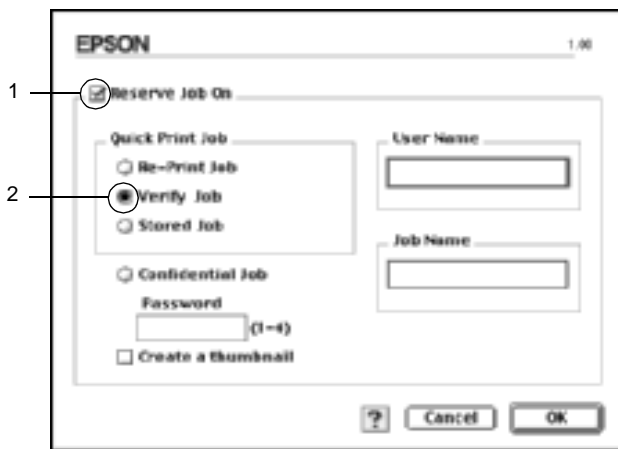 EPSON
1.00
1
Reserve Job On
Quick Print Job
Re-Print Job
2
Verify Job
Stored Job
User Name
Job Name
Confidential Job
Password
(1-4)
Create a thumbnail
?
Cancel
OK